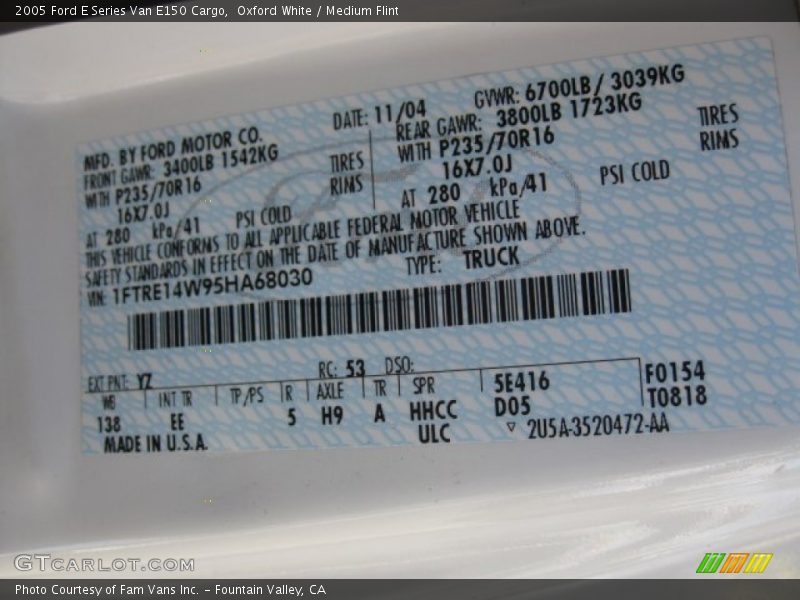 2005 Ford E Series Van E150 Cargo,  Oxford White / Medium Flint
MFD. BY FORD MOTOR CO.
DATE: 11/04
GVWR: 6700LB/ 3039KG
FRONT GAWR: 3400LB 1542KG
REAR GAWR: 3800LB 1723KG
WITH P235/70R16 TIRES
WITH P235/70R16 TIRES
16X7.0J RIMS
16X7.0J RIMS
AT 280 kPa/41 PSI COLD
AT 280 kPa/41 PSI COLD
THIS VEHICLE CONFORMS TO ALL APPLICABLE FEDERAL MOTOR VEHICLE
SAFETY STANDARDS IN EFFECT ON THE DATE OF MANUFACTURE SHOWN ABOVE.
VIN: 1FTRE14W95HA68030
TYPE: TRUCK
EXT PNT: YZ RC: 53 DSO:
WB INT TR TP/PS R AXLE TR SPR 5E416 F0154
138 EE 5 H9 A HHCC D05 T0818
MADE IN U.S.A. ULC ▽ 2U5A-3520472-AA
GTCARLOT.COM
Photo Courtesy of Fam Vans Inc. - Fountain Valley, CA